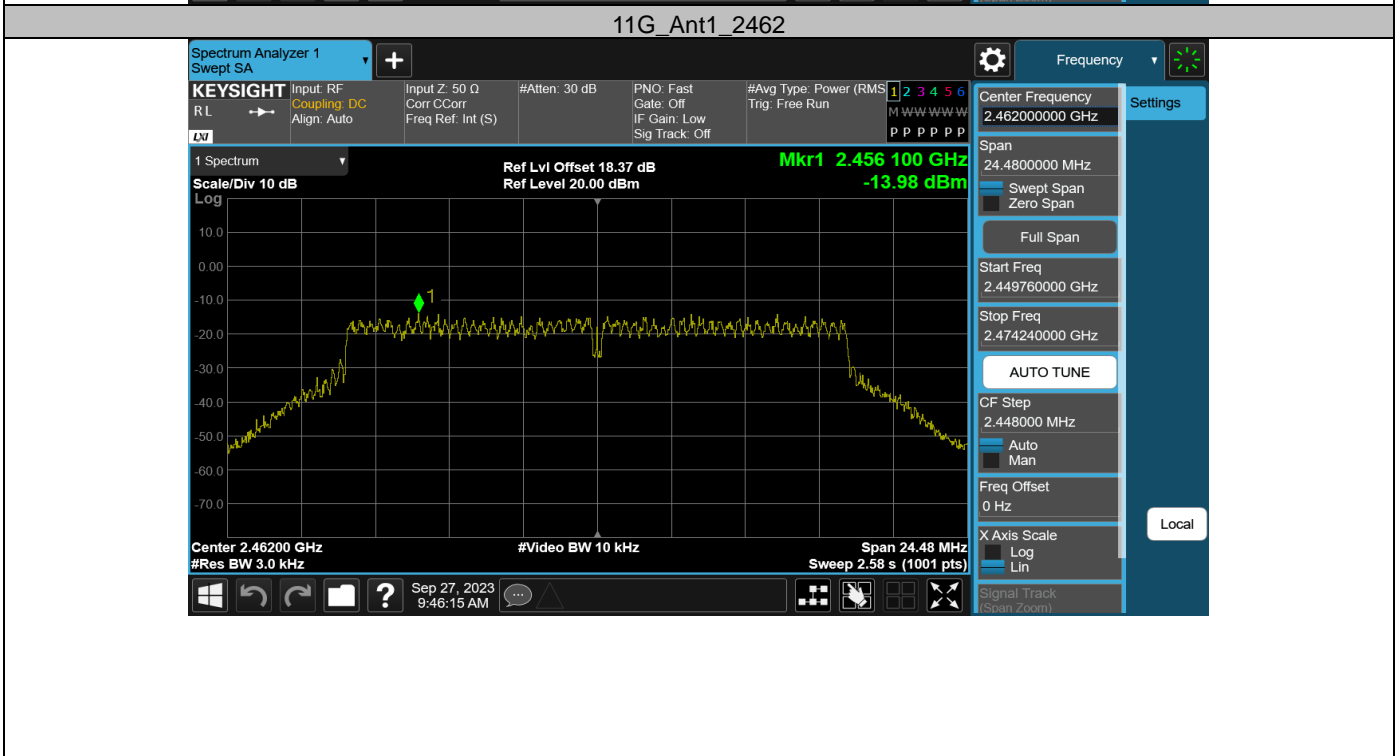 (Span Zoom)
11G_Ant1_2462
Spectrum Analyzer 1
Swept SA
+
Frequency
KEYSIGHT
R L
LXI
Input: RF
Coupling: DC
Align: Auto
Input Z: 50 Ω
Corr CCorr
Freq Ref: Int (S)
#Atten: 30 dB
PNO: Fast
Gate: Off
IF Gain: Low
Sig Track: Off
#Avg Type: Power (RMS
Trig: Free Run
1 2 3 4 5 6
M W W W W W
P P P P P P
1 Spectrum
Scale/Div 10 dB
Ref Lvl Offset 18.37 dB
Ref Level 20.00 dBm
Mkr1 2.456 100 GHz
-13.98 dBm
Log
10.0
0.00
-10.0
-20.0
-30.0
-40.0
-50.0
-60.0
-70.0
1
Center 2.46200 GHz
#Res BW 3.0 kHz
#Video BW 10 kHz
Span 24.48 MHz
Sweep 2.58 s (1001 pts)
?
Sep 27, 2023
9:46:15 AM
Center Frequency
2.462000000 GHz
Span
24.4800000 MHz
Swept Span
Zero Span
Full Span
Start Freq
2.449760000 GHz
Stop Freq
2.474240000 GHz
AUTO TUNE
CF Step
2.448000 MHz
Auto
Man
Freq Offset
0 Hz
X Axis Scale
Log
Lin
Signal Track
(Span Zoom)
Settings
Local